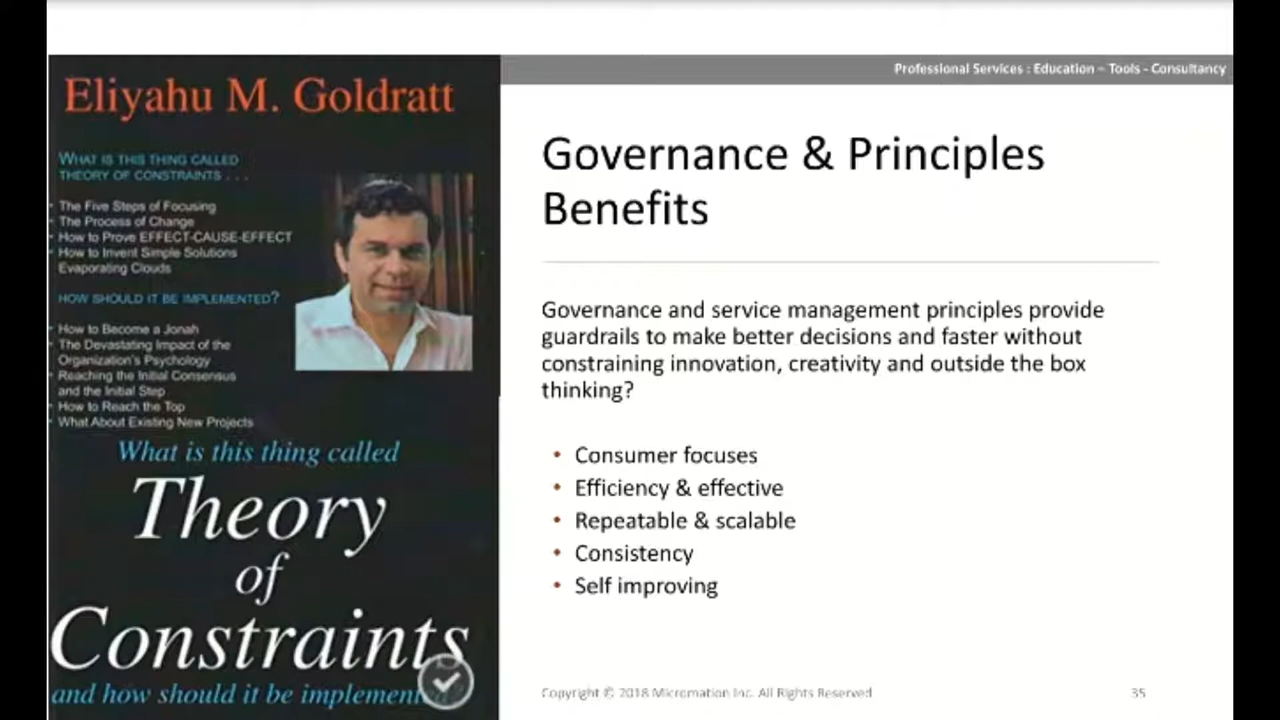 Eliyahu M. Goldratt
WHAT IS THIS THING CALLED
THEORY OF CONSTRAINTS . . .
• The Five Steps of Focusing
• The Process of Change
• How to Prove EFFECT-CAUSE-EFFECT
• How to Invent Simple Solutions
Evaporating Clouds
HOW SHOULD IT BE IMPLEMENTED?
• How to Become a Jonah
• The Devastating Impact of the
Organization's Psychology
• Reaching the Initial Consensus
and the Initial Step
• How to Reach the Top
• What About Existing New Projects
What is this thing called
Theory
of
Constraints
and how should it be
Professional Services : Education – Tools - Consultancy
Governance & Principles
Benefits
Governance and service management principles provide
guardrails to make better decisions and faster without
constraining innovation, creativity and outside the box
thinking?
• Consumer focuses
• Efficiency & effective
• Repeatable & scalable
• Consistency
• Self improving
Copyright © 2018 Micromation Inc. All Rights Reserved
35